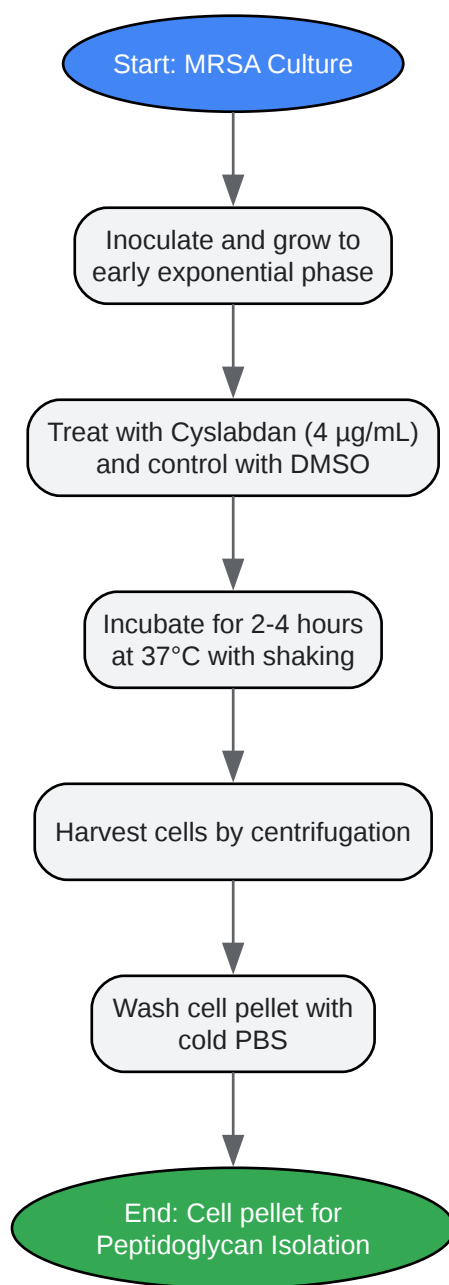 Start: MRSA Culture
Inoculate and grow to
early exponential phase
Treat with Cyslabdan (4 µg/mL)
and control with DMSO
Incubate for 2-4 hours
at 37°C with shaking
Harvest cells by centrifugation
Wash cell pellet with
cold PBS
End: Cell pellet for
Peptidoglycan Isolation